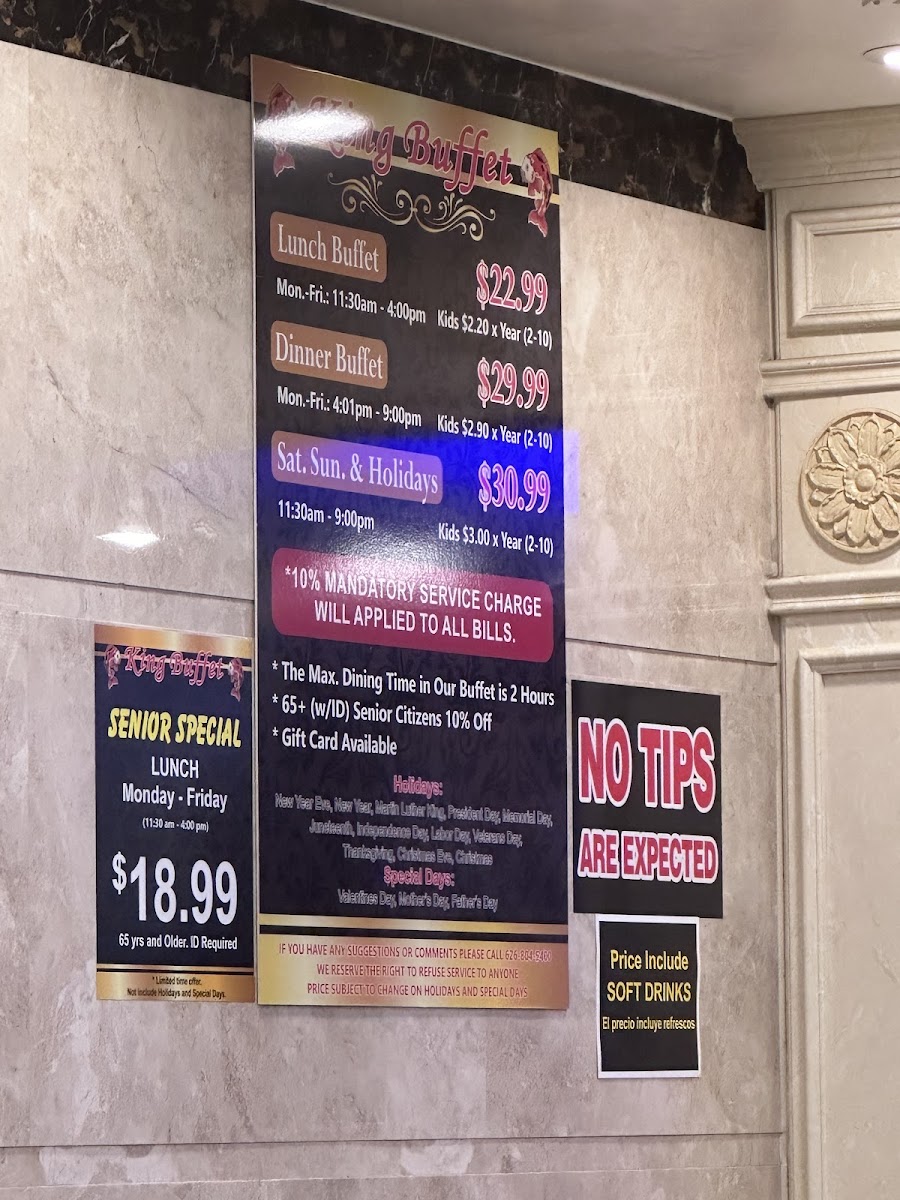 King Buffet
Lunch Buffet
$22.99
Mon.-Fri.: 11:30am - 4:00pm
Kids $2.20 x Year (2-10)
Dinner Buffet
$29.99
Mon.-Fri.: 4:01pm - 9:00pm
Kids $2.90 x Year (2-10)
Sat. Sun. & Holidays
$30.99
11:30am - 9:00pm
Kids $3.00 x Year (2-10)
*10% MANDATORY SERVICE CHARGE
WILL APPLIED TO ALL BILLS.
* The Max. Dining Time in Our Buffet is 2 Hours
* 65+ (w/ID) Senior Citizens 10% Off
* Gift Card Available
Holidays:
New Year Eve, New Year, Martin Luther King, President Day, Memorial Day,
Juneteenth, Independence Day, Labor Day, Veterans Day,
Thanksgiving, Christmas Eve, Christmas
Special Days:
Valentines Day, Mother's Day, Father's Day
IF YOU HAVE ANY SUGGESTIONS OR COMMENTS PLEASE CALL
WE RESERVE THE RIGHT TO REFUSE SERVICE TO ANYONE
PRICE SUBJECT TO CHANGE ON HOLIDAYS AND SPECIAL DAYS
King Buffet
SENIOR SPECIAL
LUNCH
Monday - Friday
(11:30 am - 4:00 pm)
$18.99
65 yrs and Older. ID Required
* Limited time offer.
Not Include Holidays and Special Days.
NO TIPS
ARE EXPECTED
Price Include
SOFT DRINKS
El precio incluye refrescos